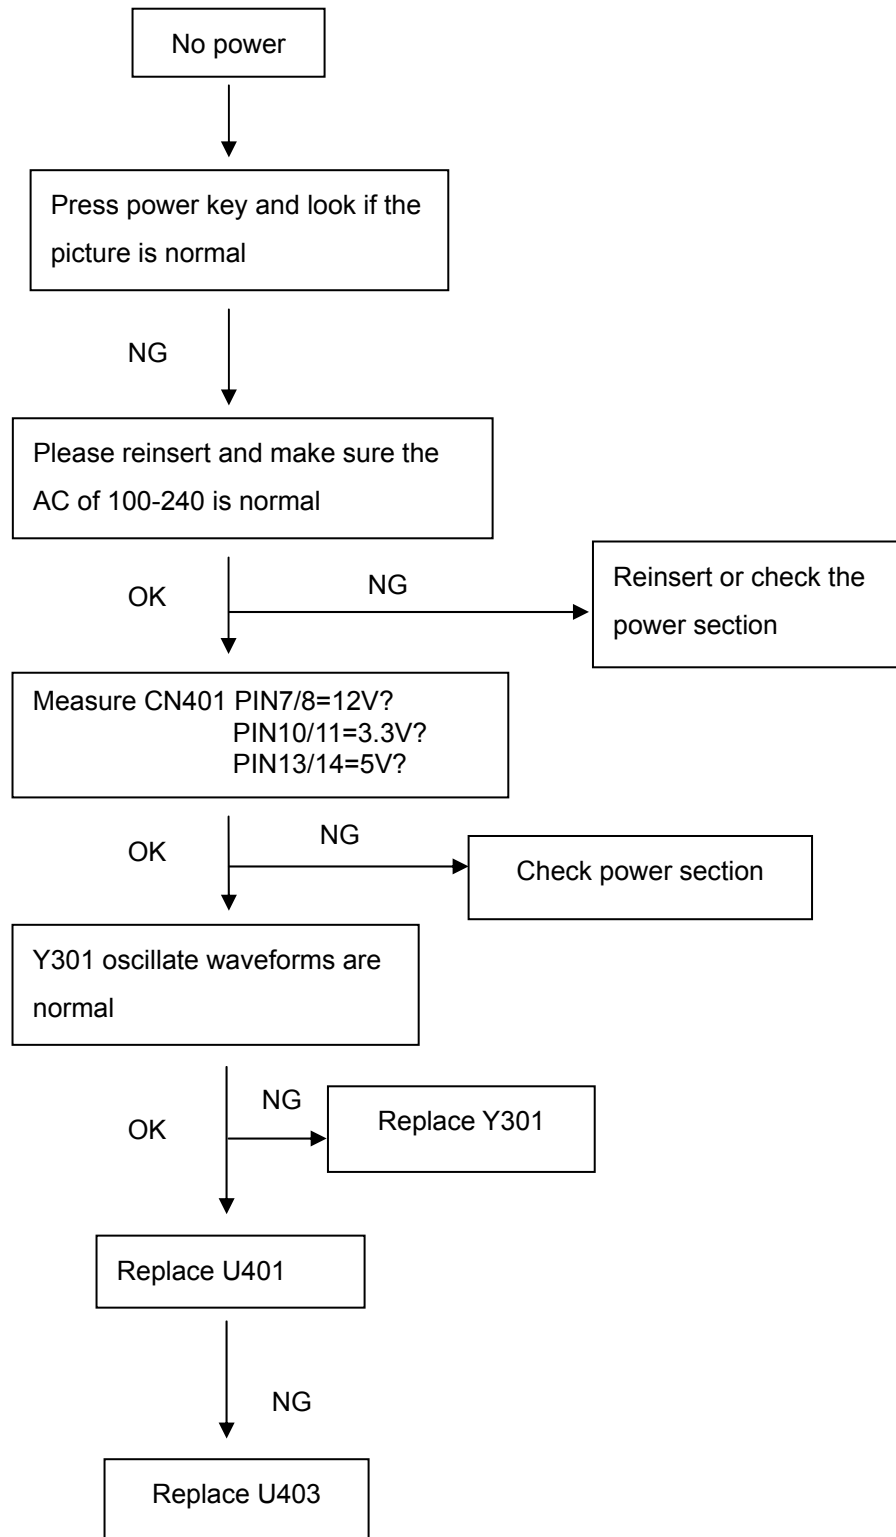 No power
Press power key and look if the
picture is normal
NG
Please reinsert and make sure the
AC of 100-240 is normal
OK
NG
Reinsert or check the
power section
Measure CN401 PIN7/8=12V?
PIN10/11=3.3V?
PIN13/14=5V?
OK
NG
Check power section
Y301 oscillate waveforms are
normal
OK
NG
Replace Y301
Replace U401
NG
Replace U403